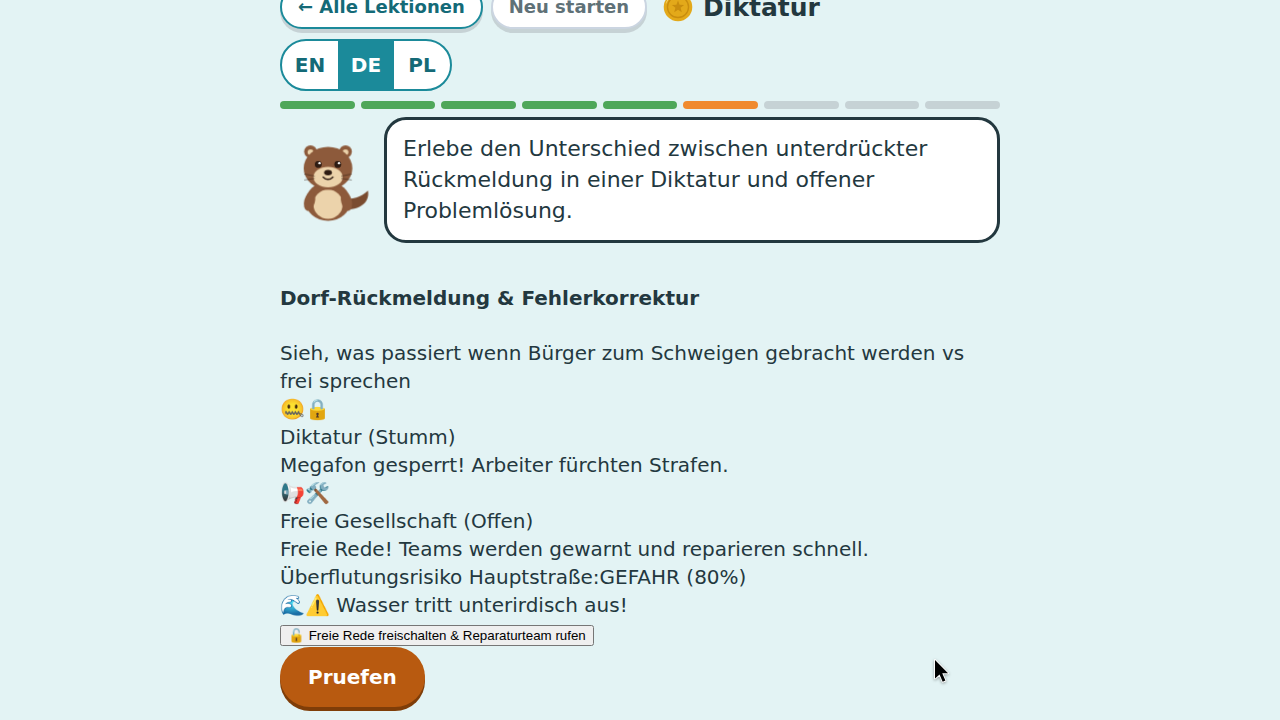 ← Alle Lektionen
Neu starten
Diktatur
EN DE PL
Erlebe den Unterschied zwischen unterdrückter
Rückmeldung in einer Diktatur und offener
Problemlösung.
Dorf-Rückmeldung & Fehlerkorrektur
Sieh, was passiert wenn Bürger zum Schweigen gebracht werden vs
frei sprechen
Diktatur (Stumm)
Megafon gesperrt! Arbeiter fürchten Strafen.
Freie Gesellschaft (Offen)
Freie Rede! Teams werden gewarnt und reparieren schnell.
Überflutungsrisiko Hauptstraße:GEFAHR (80%)
🌊⚠️ Wasser tritt unterirdisch aus!
🔓 Freie Rede freischalten & Reparaturteam rufen
Pruefen